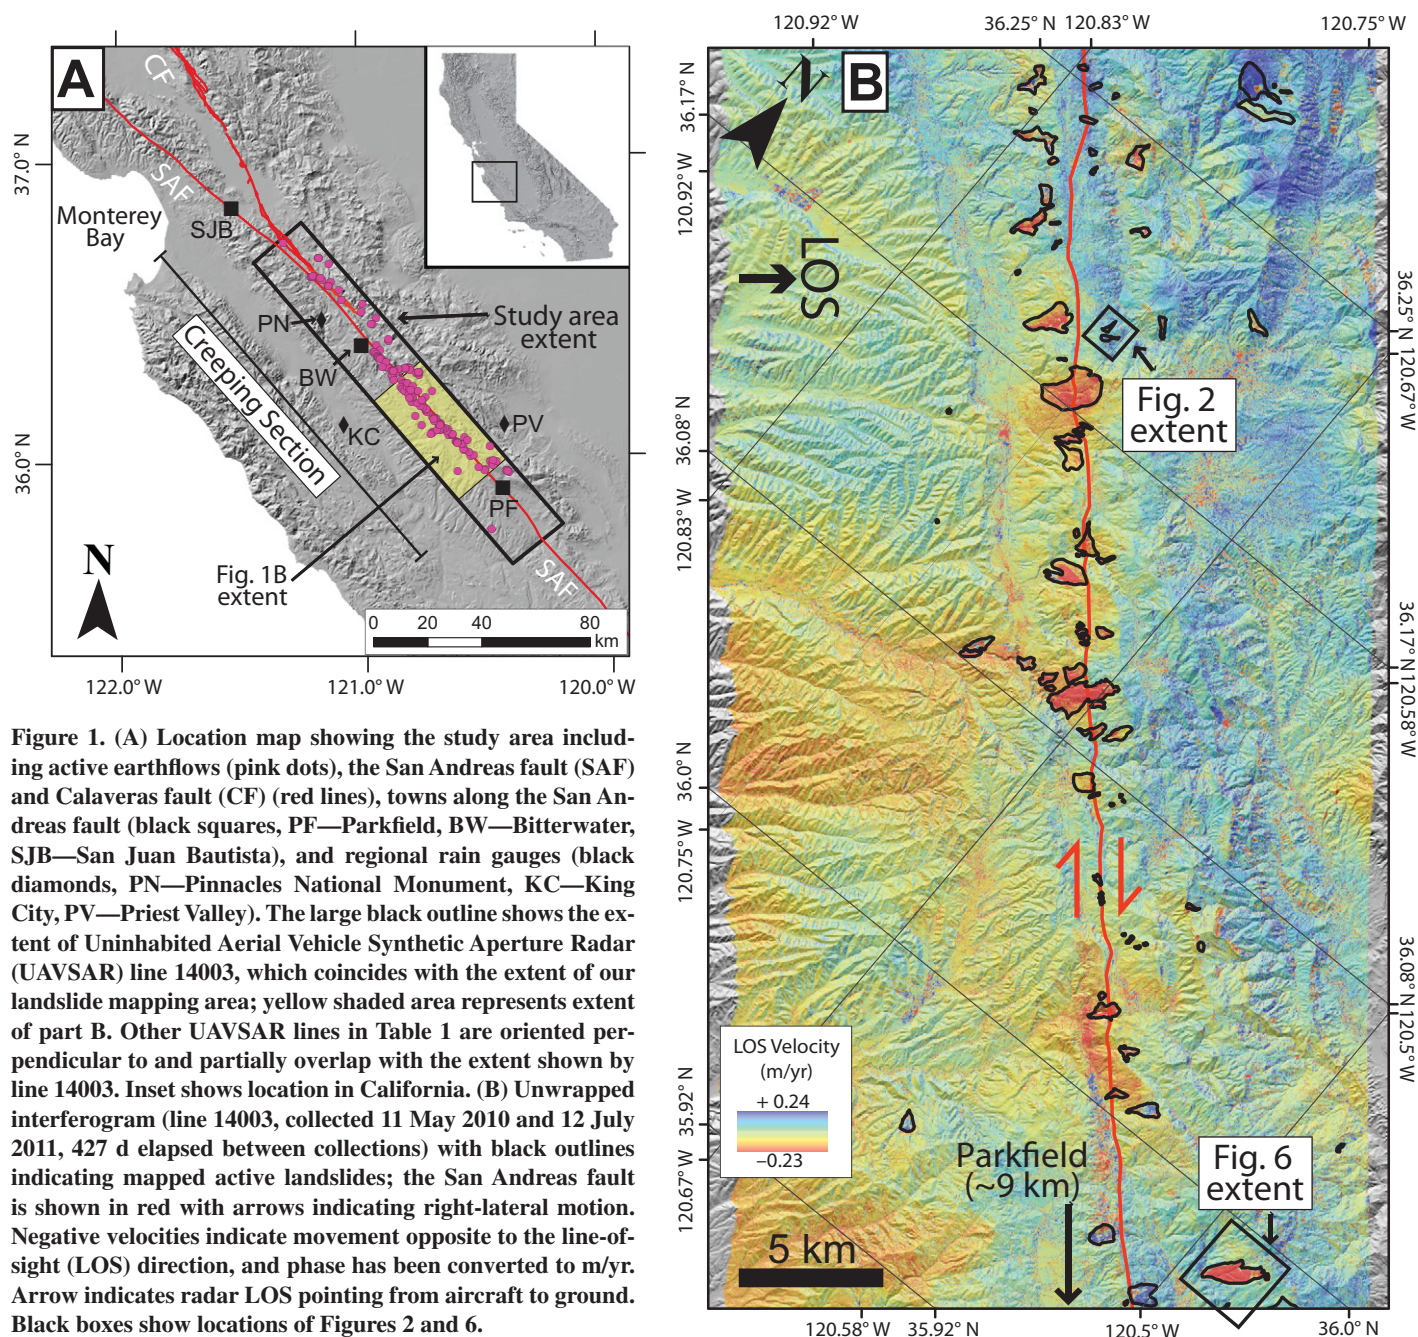 A
CF
SAF
37.0° N
36.0° N
Monterey
Bay
SJB
PN
BW
KC
PV
PF
SAF
Study area
extent
Creeping Section
Fig. 1B
extent
N
0 20 40 80
km
122.0° W 121.0° W 120.0° W
Figure 1. (A) Location map showing the study area includ-
ing active earthflows (pink dots), the San Andreas fault (SAF)
and Calaveras fault (CF) (red lines), towns along the San An-
dreas fault (black squares, PF—Parkfield, BW—Bitterwater,
SJB—San Juan Bautista), and regional rain gauges (black
diamonds, PN—Pinnacles National Monument, KC—King
City, PV—Priest Valley). The large black outline shows the ex-
tent of Uninhabited Aerial Vehicle Synthetic Aperture Radar
(UAVSAR) line 14003, which coincides with the extent of our
landslide mapping area; yellow shaded area represents extent
of part B. Other UAVSAR lines in Table 1 are oriented per-
pendicular to and partially overlap with the extent shown by
line 14003. Inset shows location in California. (B) Unwrapped
interferogram (line 14003, collected 11 May 2010 and 12 July
2011, 427 d elapsed between collections) with black outlines
indicating mapped active landslides; the San Andreas fault
is shown in red with arrows indicating right-lateral motion.
Negative velocities indicate movement opposite to the line-of-
sight (LOS) direction, and phase has been converted to m/yr.
Arrow indicates radar LOS pointing from aircraft to ground.
Black boxes show locations of Figures 2 and 6.
120.92° W 36.25° N 120.83° W 120.75° W
N
B
36.17° N
120.92° W
36.08° N
120.83° W
36.0° N
120.75° W
35.92° N
120.67° W
LOS
Fig. 2
extent
36.25° N
120.67° W
36.17° N
120.58° W
36.08° N
120.5° W
LOS Velocity
(m/yr)
+ 0.24
−0.23
Parkfield
(~9 km)
Fig. 6
extent
5 km
120.58° W 35.92° N 120.5° W 36.0° N